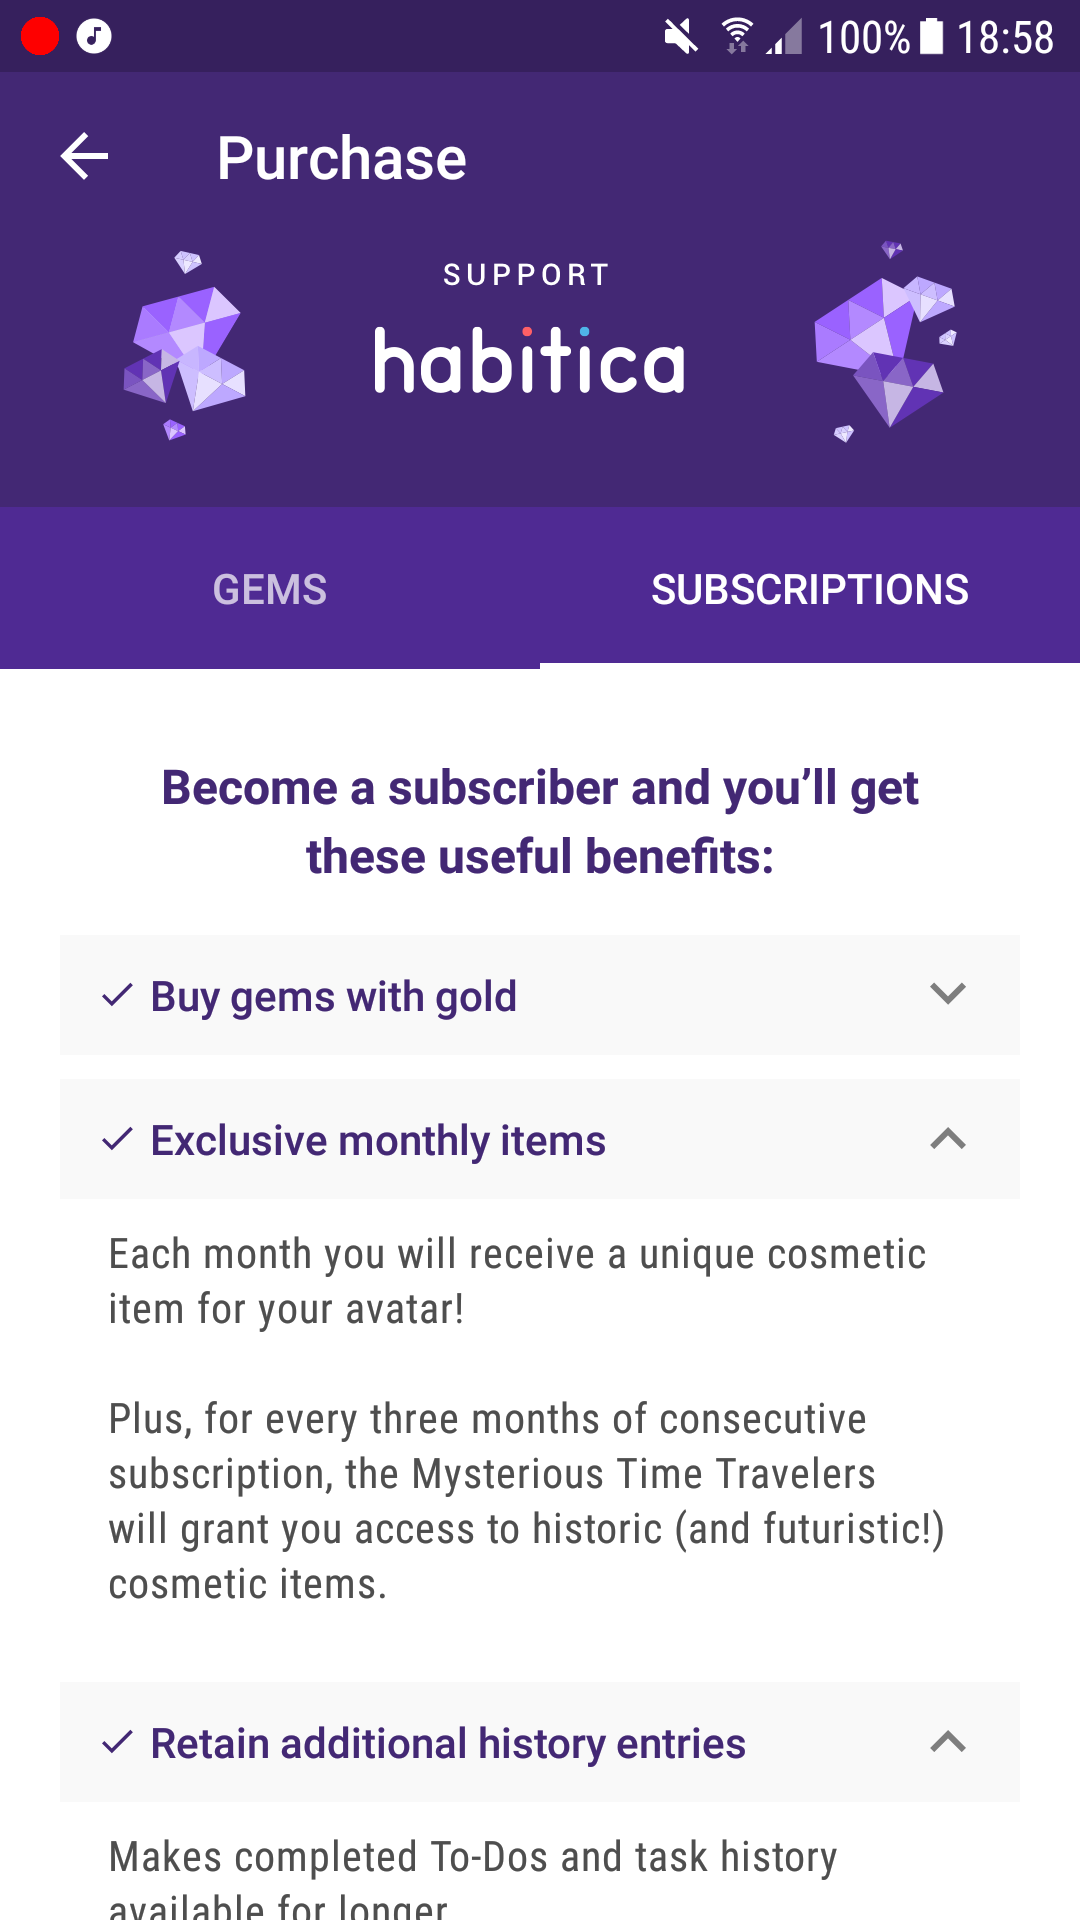 100% 18:58
Purchase
SUPPORT
habitica
GEMS SUBSCRIPTIONS
Become a subscriber and you’ll get
these useful benefits:
Buy gems with gold
Exclusive monthly items
Each month you will receive a unique cosmetic
item for your avatar!
Plus, for every three months of consecutive
subscription, the Mysterious Time Travelers
will grant you access to historic (and futuristic!)
cosmetic items.
Retain additional history entries
Makes completed To-Dos and task history
available for longer